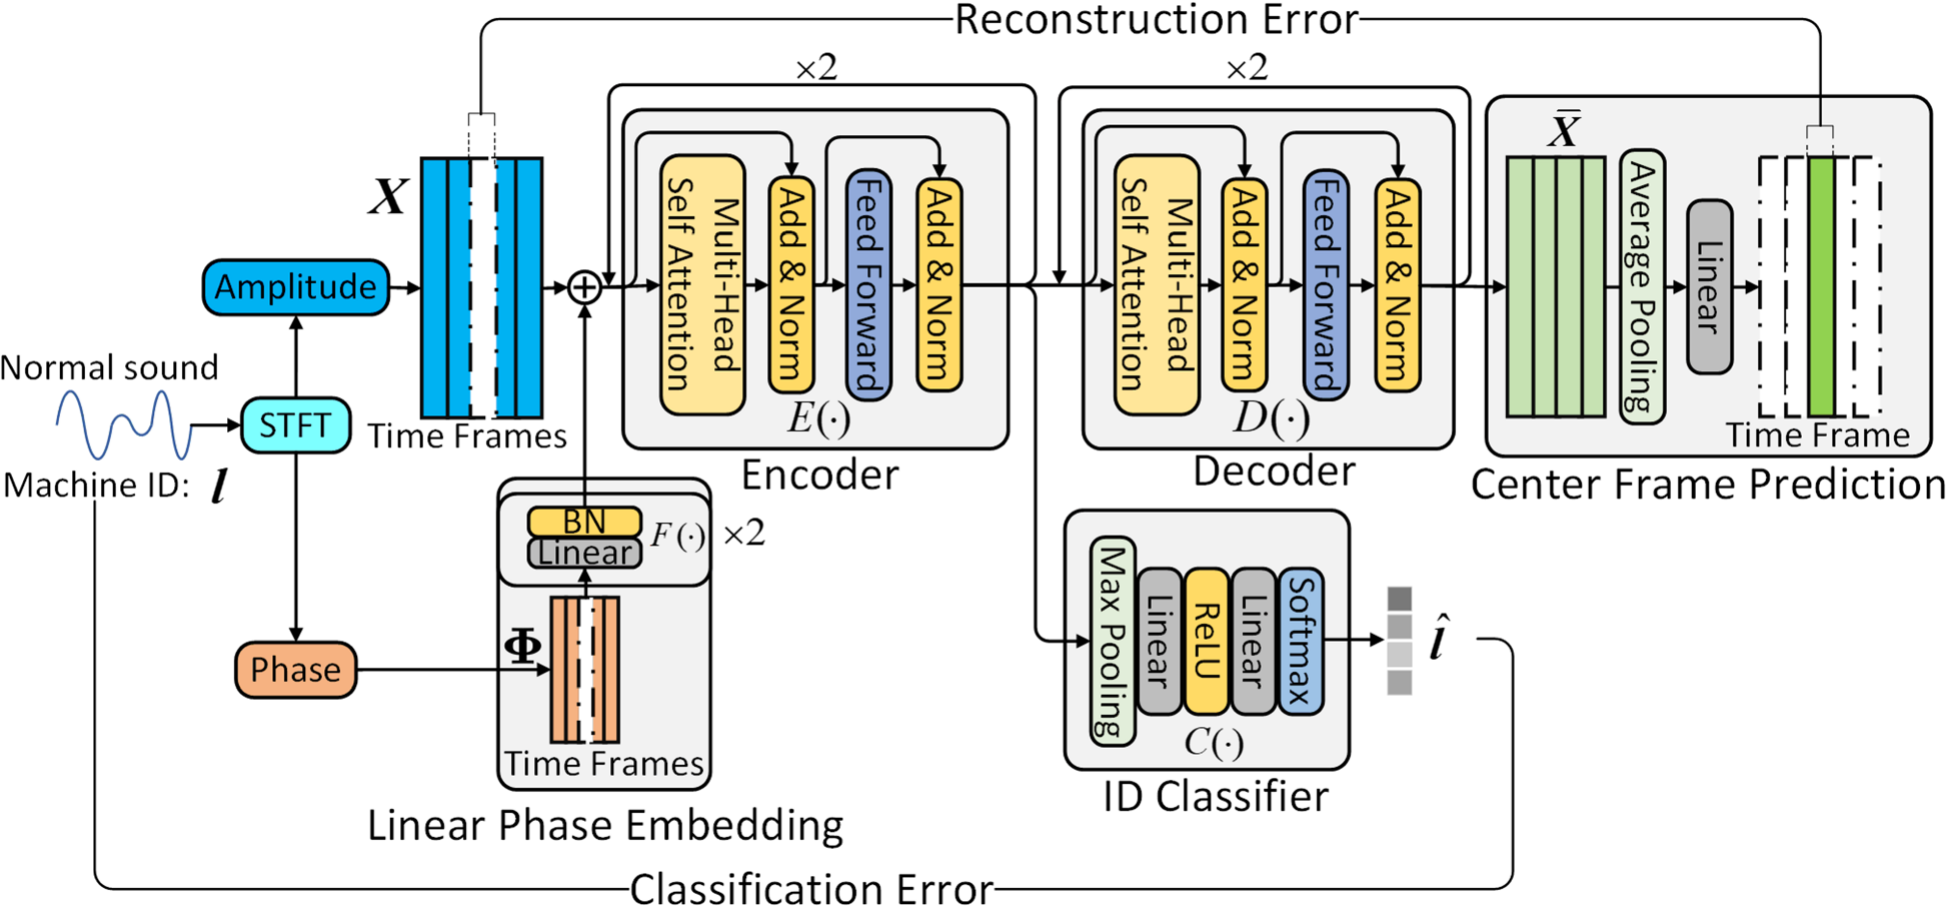 Reconstruction Error
×2
×2
X
X̄
Amplitude
Multi-Head
Self Attention
Add & Norm
Feed Forward
Add & Norm
E(·)
Encoder
Multi-Head
Self Attention
Add & Norm
Feed Forward
Add & Norm
D(·)
Decoder
Average Pooling
Linear
Time Frame
Center Frame Prediction
Time Frames
Normal sound
STFT
Machine ID: l
BN
Linear
F(·) ×2
Φ
Phase
Time Frames
Linear Phase Embedding
Max Pooling
Linear
ReLU
Linear
Softmax
C(·)
ID Classifier
l̂
Classification Error